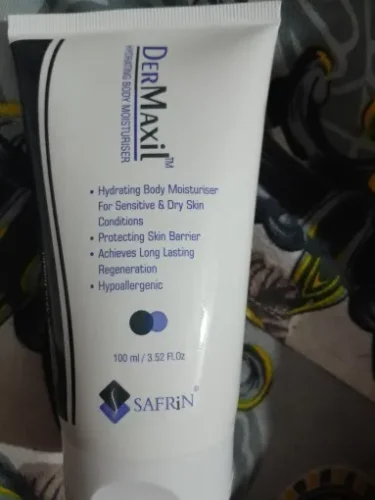 DERMAXiL™
HYDRATING BODY MOISTURISER
• Hydrating Body Moisturiser
For Sensitive & Dry Skin
Conditions
• Protecting Skin Barrier
• Achieves Long Lasting
Regeneration
• Hypoallergenic
100 ml / 3.52 Fl.Oz
SAFRiN©